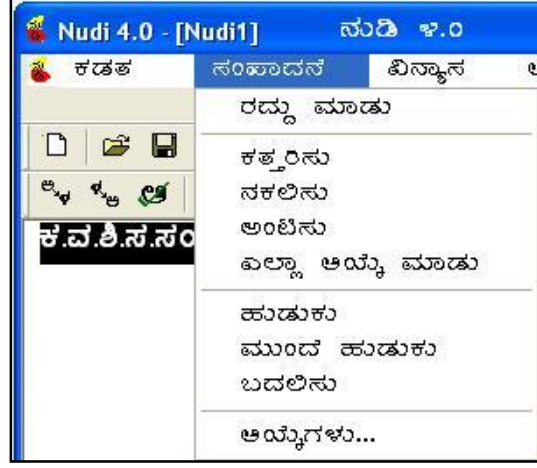 Nudi 4.0 - [Nudi1] ನುಡಿ ೪.೦
ಕಡತ ಸಂಪಾದನೆ ವಿನ್ಯಾಸ
ರದ್ದು ಮಾಡು
ಕತ್ತರಿಸು
ನಕಲಿಸು
ಅಂಟಿಸು
ಎಲ್ಲಾ ಆಯ್ಕೆ ಮಾಡು
ಕ.ವ.ಶಿ.ಸ.ಸಂ
ಹುಡುಕು
ಮುಂದೆ ಹುಡುಕು
ಬದಲಿಸು
ಆಯ್ಕೆಗಳು...